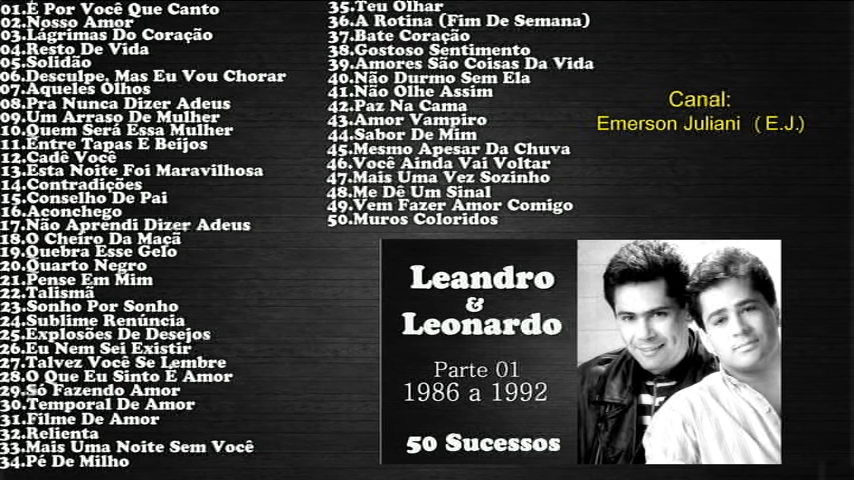 01.É Por Você Que Canto
02.Nosso Amor
03.Lágrimas Do Coração
04.Resto De Vida
05.Solidão
06.Desculpe, Mas Eu Vou Chorar
07.Aqueles Olhos
08.Pra Nunca Dizer Adeus
09.Um Arraso De Mulher
10.Quem Será Essa Mulher
11.Entre Tapas E Beijos
12.Cadê Você
13.Esta Noite Foi Maravilhosa
14.Contradições
15.Conselho De Pai
16.Aconchego
17.Não Aprendi Dizer Adeus
18.O Cheiro Da Maçã
19.Quebra Esse Gelo
20.Quarto Negro
21.Pense Em Mim
22.Talismã
23.Sonho Por Sonho
24.Sublime Renúncia
25.Explosões De Desejos
26.Eu Nem Sei Existir
27.Talvez Você Se Lembre
28.O Que Eu Sinto É Amor
29.Só Fazendo Amor
30.Temporal De Amor
31.Filme De Amor
32.Relienta
33.Mais Uma Noite Sem Você
34.Pé De Milho
35.Teu Olhar
36.A Rotina (Fim De Semana)
37.Bate Coração
38.Gostoso Sentimento
39.Amores São Coisas Da Vida
40.Não Durmo Sem Ela
41.Não Olhe Assim
42.Paz Na Cama
43.Amor Vampiro
44.Sabor De Mim
45.Mesmo Apesar Da Chuva
46.Você Ainda Vai Voltar
47.Mais Uma Vez Sozinho
48.Me Dê Um Sinal
49.Vem Fazer Amor Comigo
50.Muros Coloridos
Canal:
Emerson Juliani ( E.J.)
Leandro
&
Leonardo
Parte 01
1986 a 1992
50 Sucessos